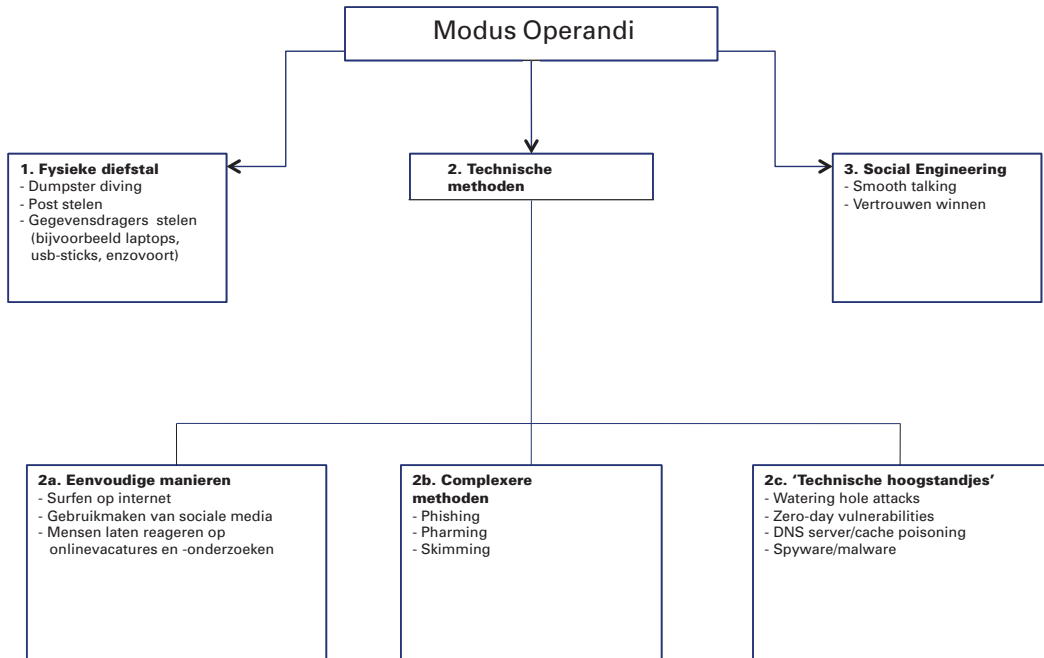 Modus Operandi
1. Fysieke diefstal
- Dumpster diving
- Post stelen
- Gegevensdragers stelen
(bijvoorbeeld laptops,
usb-sticks, enzovoort)
2. Technische
methoden
3. Social Engineering
- Smooth talking
- Vertrouwen winnen
2a. Eenvoudige manieren
- Surfen op internet
- Gebruikmaken van sociale media
- Mensen laten reageren op
onlinevacatures en -onderzoeken
2b. Complexere
methoden
- Phishing
- Pharming
- Skimming
2c. ‘Technische hoogstandjes’
- Watering hole attacks
- Zero-day vulnerabilities
- DNS server/cache poisoning
- Spyware/malware